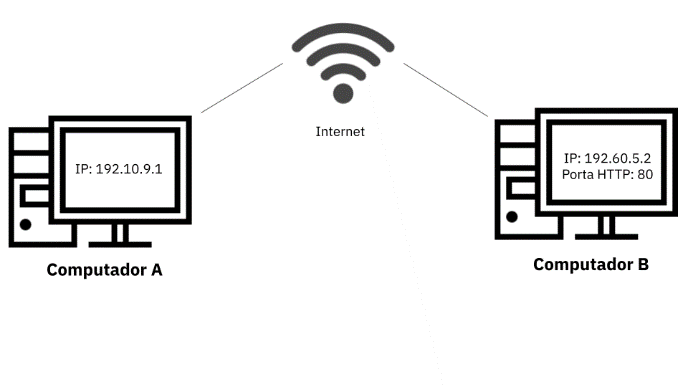 Internet
IP: 192.10.9.1
IP: 192.60.5.2
Porta HTTP: 80
Computador A
Computador B